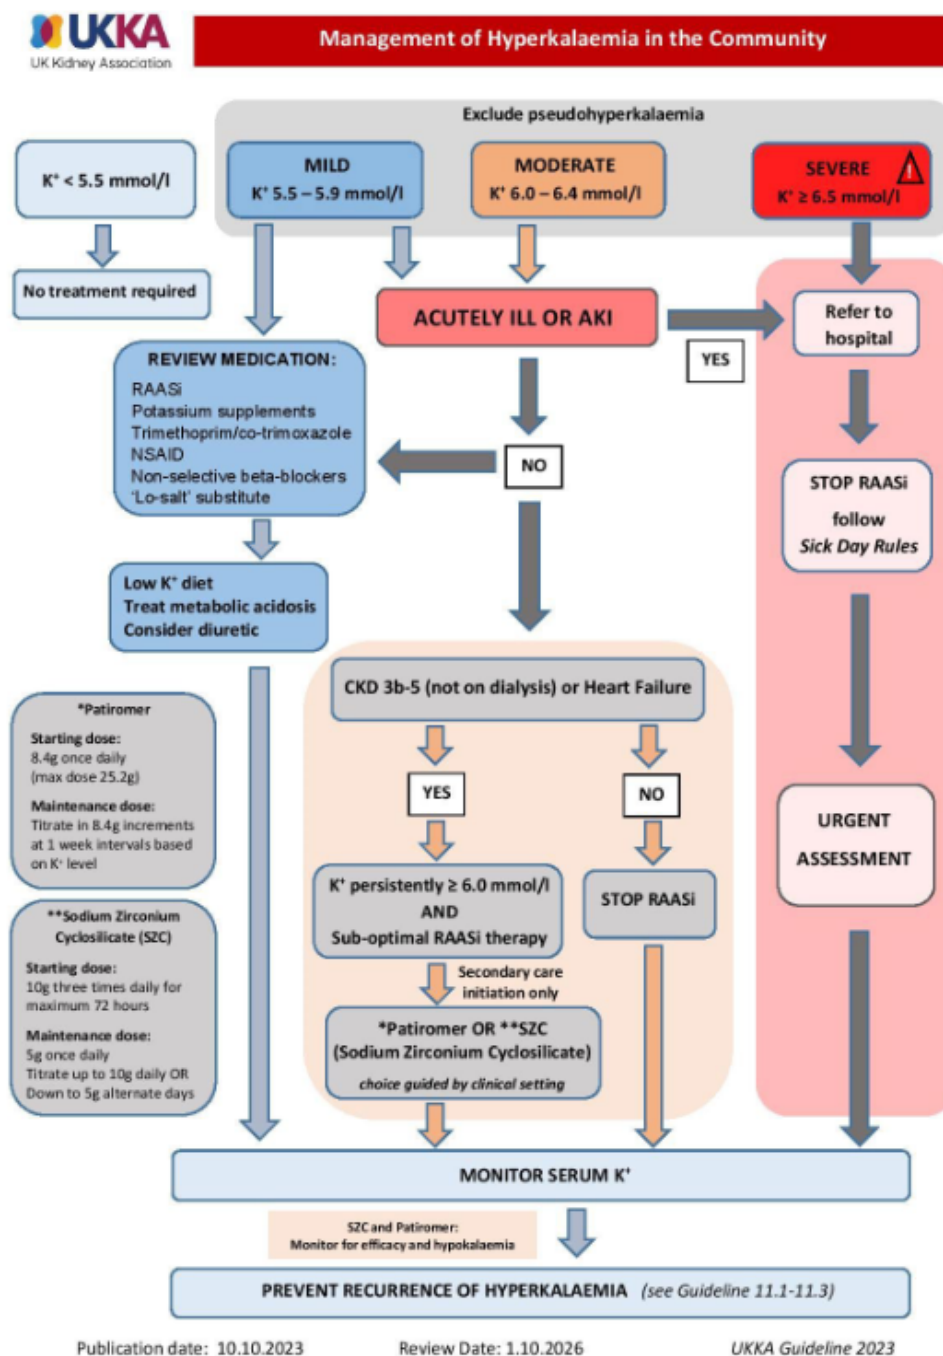 UKKA
UK Kidney Association
Management of Hyperkalaemia in the Community
Exclude pseudohyperkalaemia
K⁺ < 5.5 mmol/l
MILD
K⁺ 5.5 – 5.9 mmol/l
MODERATE
K⁺ 6.0 – 6.4 mmol/l
SEVERE
K⁺ ≥ 6.5 mmol/l
!
No treatment required
ACUTELY ILL OR AKI
YES
Refer to
hospital
REVIEW MEDICATION:
RAASi
Potassium supplements
Trimethoprim/co-trimoxazole
NSAID
Non-selective beta-blockers
'Lo-salt' substitute
NO
STOP RAASi
follow
Sick Day Rules
Low K⁺ diet
Treat metabolic acidosis
Consider diuretic
CKD 3b-5 (not on dialysis) or Heart Failure
*Patiromer
Starting dose:
8.4g once daily
(max dose 25.2g)
Maintenance dose:
Titrate in 8.4g increments
at 1 week intervals based
on K⁺ level
YES
NO
URGENT
ASSESSMENT
K⁺ persistently ≥ 6.0 mmol/l
AND
Sub-optimal RAASi therapy
STOP RAASi
**Sodium Zirconium
Cyclosilicate (SZC)
Starting dose:
10g three times daily for
maximum 72 hours
Maintenance dose:
5g once daily
Titrate up to 10g daily OR
Down to 5g alternate days
Secondary care
initiation only
*Patiromer OR **SZC
(Sodium Zirconium Cyclosilicate)
choice guided by clinical setting
MONITOR SERUM K⁺
SZC and Patiromer:
Monitor for efficacy and hypokalaemia
PREVENT RECURRENCE OF HYPERKALAEMIA (see Guideline 11.1-11.3)
Publication date: 10.10.2023 Review Date: 1.10.2026 UKKA Guideline 2023